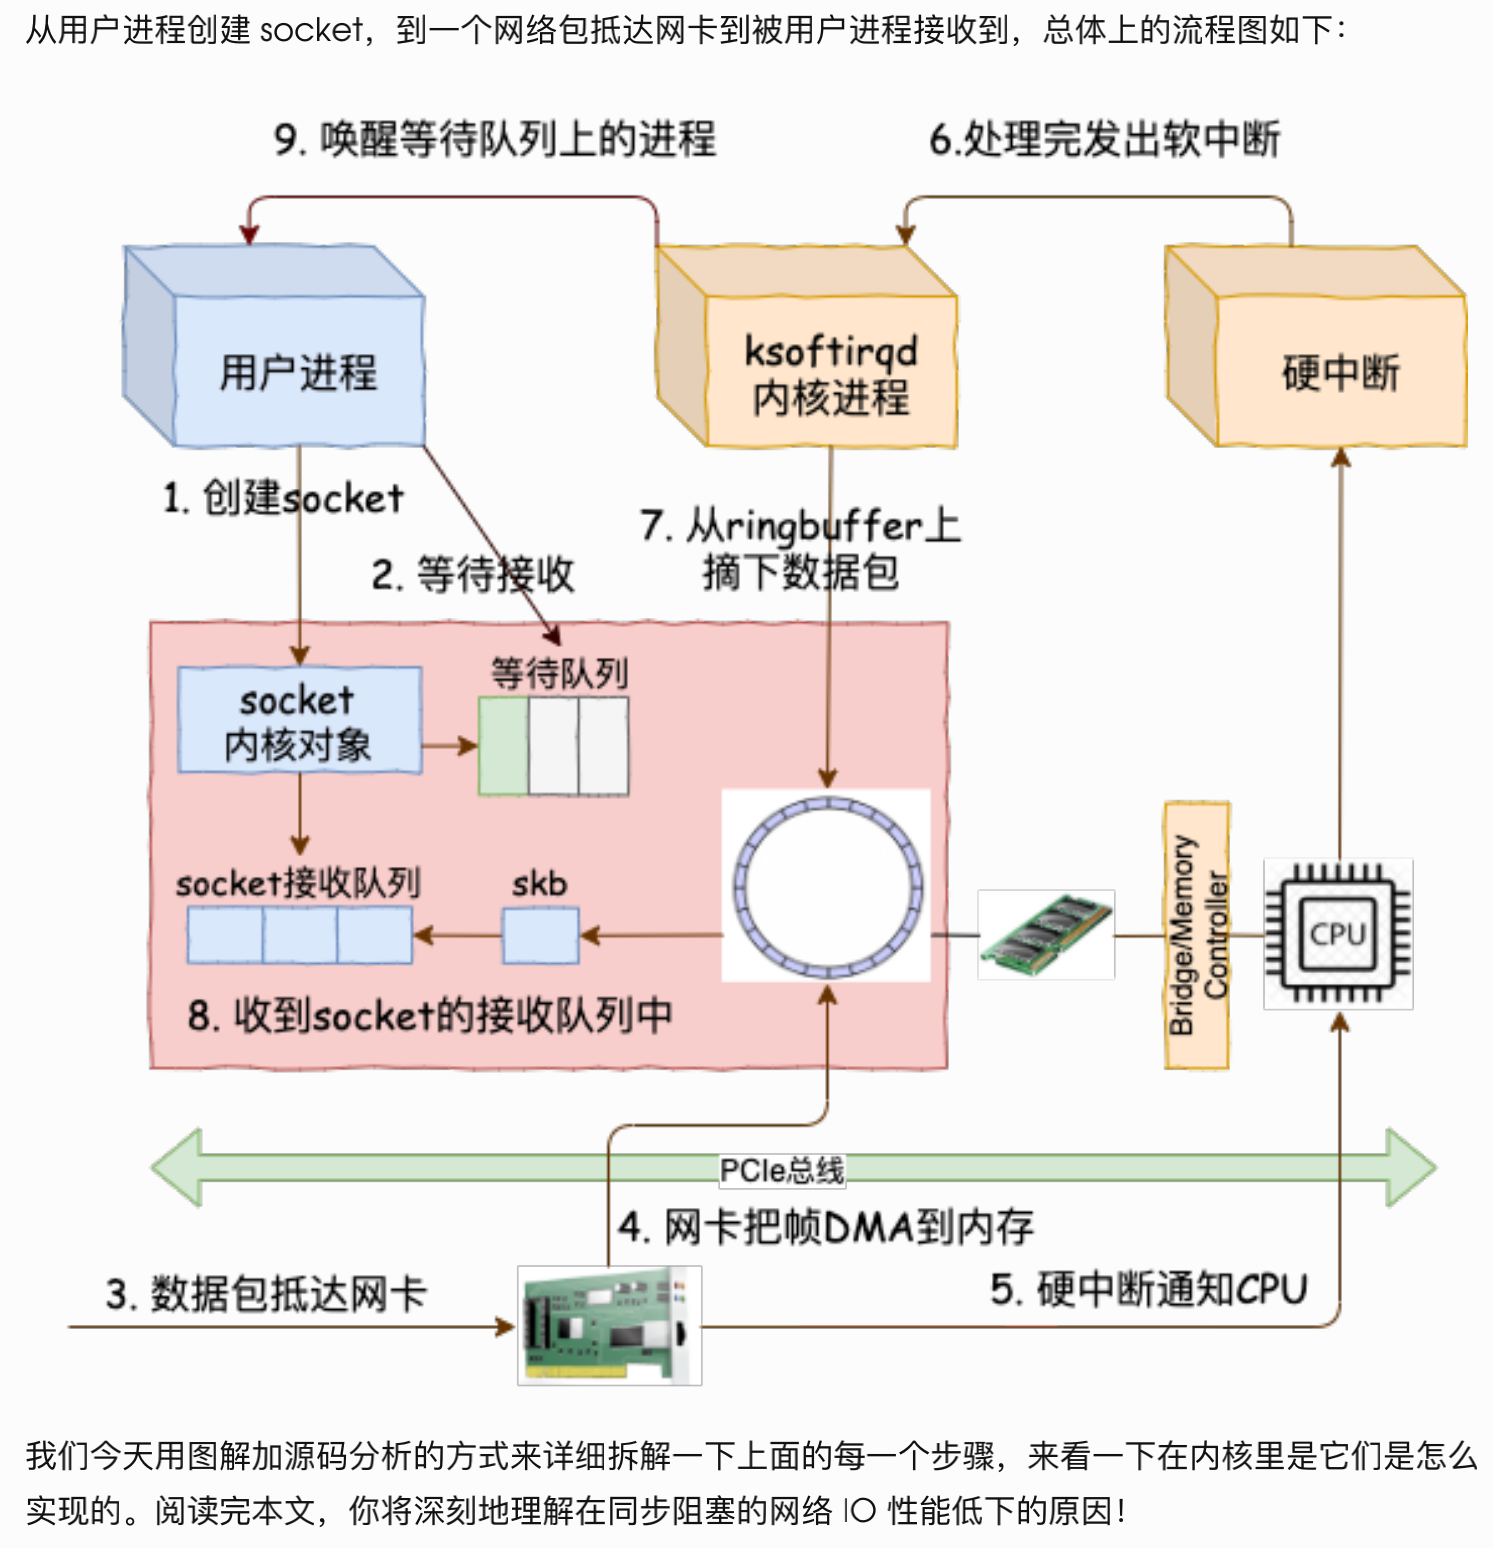 从用户进程创建 socket，到一个网络包抵达网卡到被用户进程接收到，总体上的流程图如下：
9. 唤醒等待队列上的进程
6.处理完发出软中断
用户进程
ksoftirqd
内核进程
硬中断
1. 创建socket
2. 等待接收
7. 从ringbuffer上
摘下数据包
等待队列
socket
内核对象
socket接收队列
skb
8. 收到socket的接收队列中
Bridge/Memory
Controller
CPU
PCIe总线
4. 网卡把帧DMA到内存
3. 数据包抵达网卡
5. 硬中断通知CPU
我们今天用图解加源码分析的方式来详细拆解一下上面的每一个步骤，来看一下在内核里是它们是怎么
实现的。阅读完本文，你将深刻地理解在同步阻塞的网络 IO 性能低下的原因！